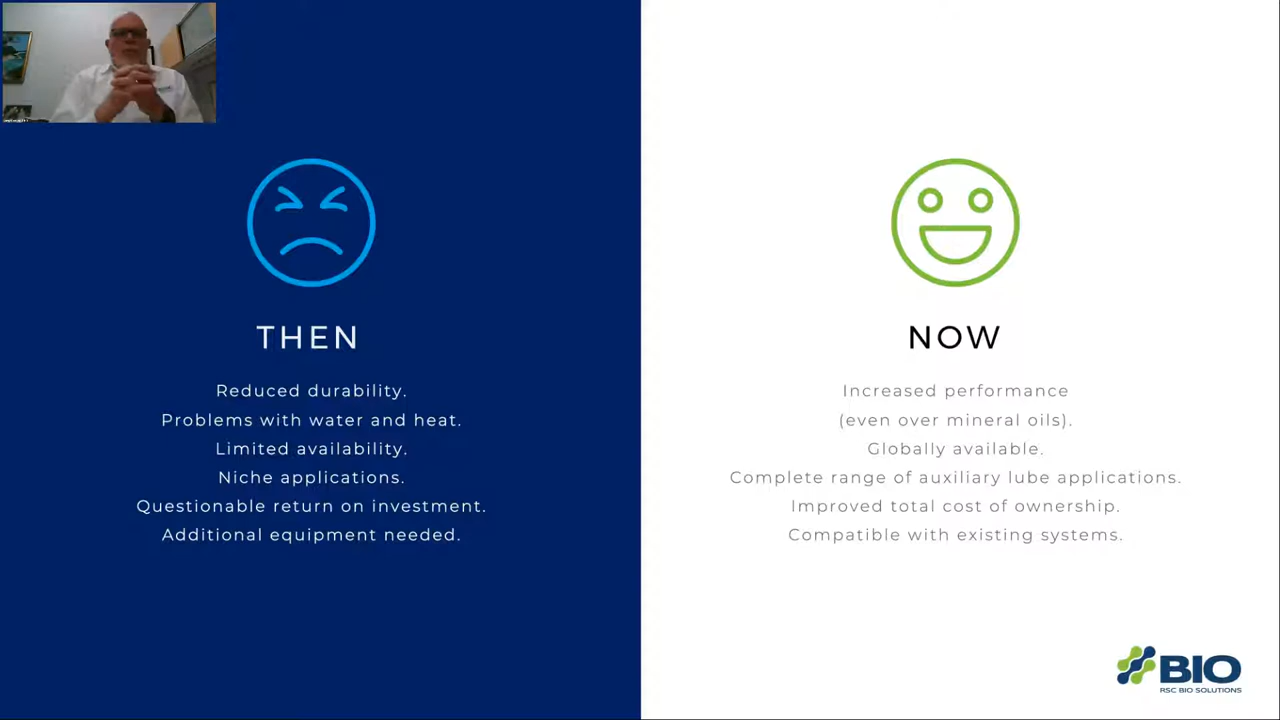 THEN
Reduced durability.
Problems with water and heat.
Limited availability.
Niche applications.
Questionable return on investment.
Additional equipment needed.
NOW
Increased performance
(even over mineral oils).
Globally available.
Complete range of auxiliary lube applications.
Improved total cost of ownership.
Compatible with existing systems.
BIO
RSC BIO SOLUTIONS